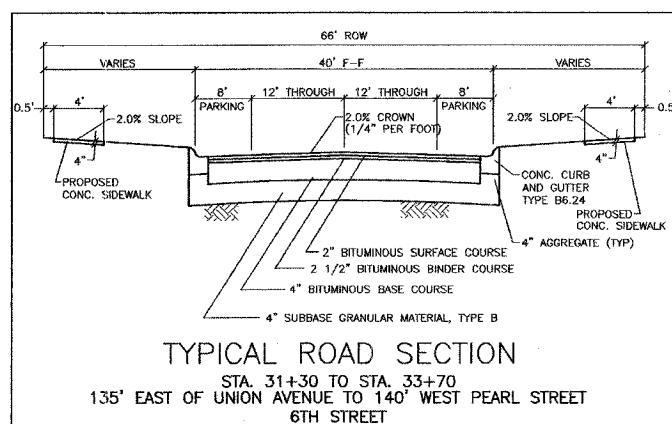 66' ROW
VARIES
40' F-F
VARIES
8'
PARKING
12' THROUGH
12' THROUGH
8'
PARKING
0.5'
4'
2.0% SLOPE
4"
PROPOSED
CONC. SIDEWALK
2.0% CROWN
(1/4" PER FOOT)
4'
0.5'
2.0% SLOPE
4"
PROPOSED
CONC. SIDEWALK
CONC. CURB
AND GUTTER
TYPE B6.24
4" AGGREGATE (TYP)
2" BITUMINOUS SURFACE COURSE
2 1/2" BITUMINOUS BINDER COURSE
4" BITUMINOUS BASE COURSE
4" SUBBASE GRANULAR MATERIAL, TYPE B
TYPICAL ROAD SECTION
STA. 31+30 TO STA. 33+70
135' EAST OF UNION AVENUE TO 140' WEST PEARL STREET
6TH STREET